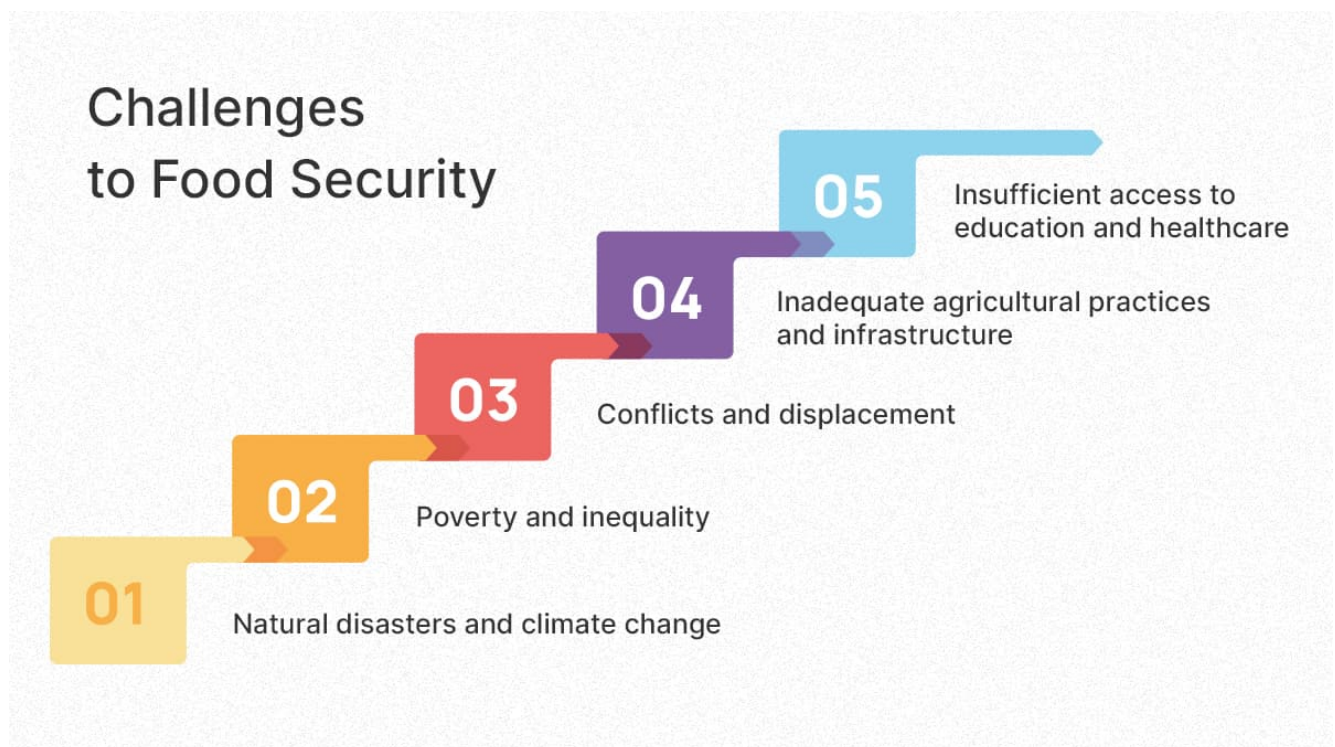 Challenges
to Food Security
01
Natural disasters and climate change
02
Poverty and inequality
03
Conflicts and displacement
04
Inadequate agricultural practices
and infrastructure
05
Insufficient access to
education and healthcare